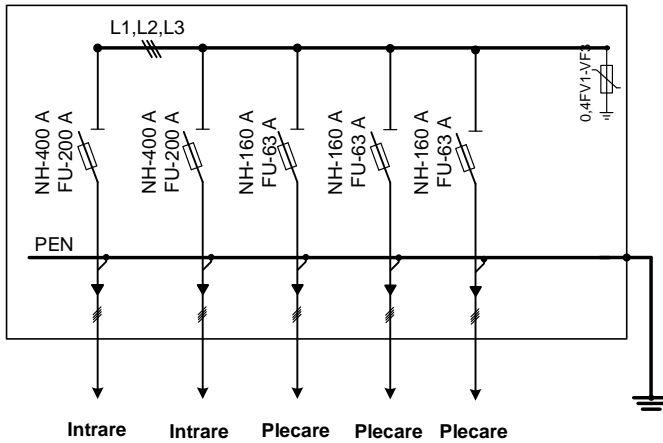 L1,L2,L3
0,4FV1-VF3
NH-400 A
FU-200 A
NH-400 A
FU-200 A
NH-160 A
FU-63 A
NH-160 A
FU-63 A
NH-160 A
FU-63 A
PEN
Intrare Intrare Plecare Plecare Plecare